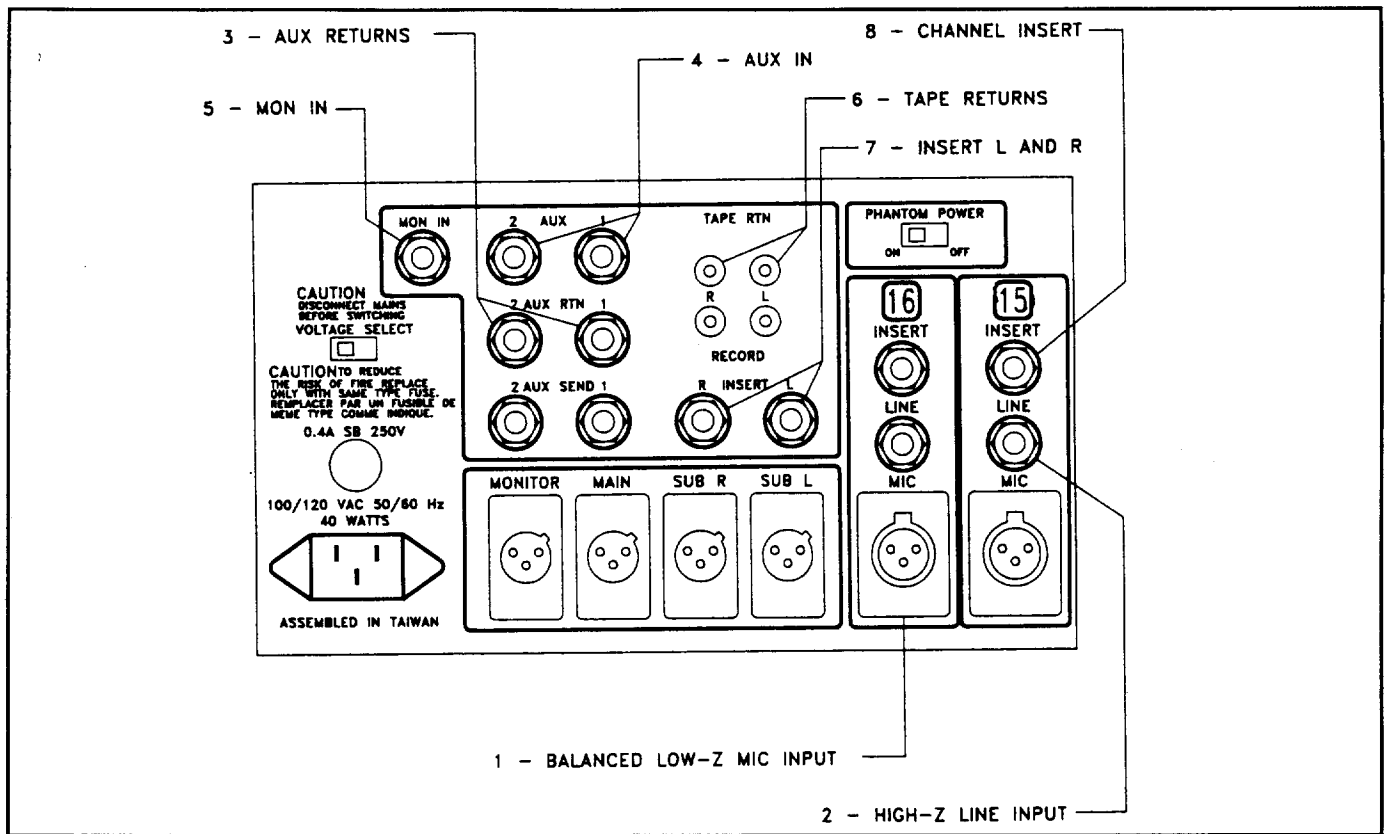 3 - AUX RETURNS
8 - CHANNEL INSERT
4 - AUX IN
5 - MON IN
6 - TAPE RETURNS
7 - INSERT L AND R
MON IN
2 AUX 1
TAPE RTN
PHANTOM POWER
ON OFF
CAUTION
DISCONNECT MAINS
BEFORE SWITCHING
VOLTAGE SELECT
2 AUX RTN 1
R L
RECORD
16
INSERT
LINE
MIC
15
INSERT
LINE
MIC
CAUTION TO REDUCE
THE RISK OF FIRE REPLACE
ONLY WITH SAME TYPE FUSE.
REMPLACER PAR UN FUSIBLE DE
MEME TYPE COMME INDIQUE.
2 AUX SEND 1
R INSERT L
0.4A SB 250V
100/120 VAC 50/60 Hz
40 WATTS
MONITOR
MAIN
SUB R
SUB L
ASSEMBLED IN TAIWAN
1 - BALANCED LOW-Z MIC INPUT
2 - HIGH-Z LINE INPUT